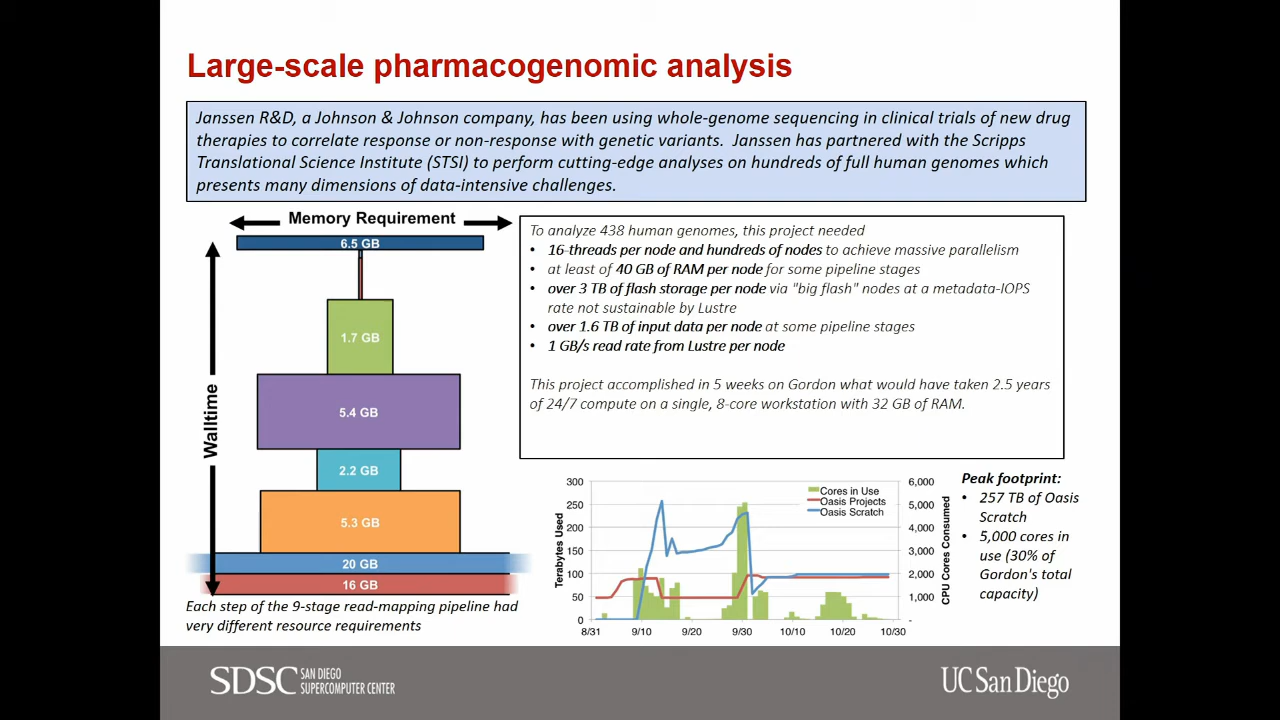 Large-scale pharmacogenomic analysis
Janssen R&D, a Johnson & Johnson company, has been using whole-genome sequencing in clinical trials of new drug
therapies to correlate response or non-response with genetic variants.  Janssen has partnered with the Scripps
Translational Science Institute (STSI) to perform cutting-edge analyses on hundreds of full human genomes which
presents many dimensions of data-intensive challenges.
Memory Requirement
Walltime
6.5 GB
1.7 GB
5.4 GB
2.2 GB
5.3 GB
20 GB
16 GB
Each step of the 9-stage read-mapping pipeline had
very different resource requirements
To analyze 438 human genomes, this project needed
• 16-threads per node and hundreds of nodes to achieve massive parallelism
• at least of 40 GB of RAM per node for some pipeline stages
• over 3 TB of flash storage per node via "big flash" nodes at a metadata-IOPS
rate not sustainable by Lustre
• over 1.6 TB of input data per node at some pipeline stages
• 1 GB/s read rate from Lustre per node
This project accomplished in 5 weeks on Gordon what would have taken 2.5 years
of 24/7 compute on a single, 8-core workstation with 32 GB of RAM.
Terabytes Used
300
250
200
150
100
50
0
Cores in Use
Oasis Projects
Oasis Scratch
6,000
5,000
4,000
3,000
2,000
1,000
-
CPU Cores Consumed
8/31 9/10 9/20 9/30 10/10 10/20 10/30
Peak footprint:
• 257 TB of Oasis
Scratch
• 5,000 cores in
use (30% of
Gordon's total
capacity)
SDSC SAN DIEGO
SUPERCOMPUTER CENTER
UC San Diego